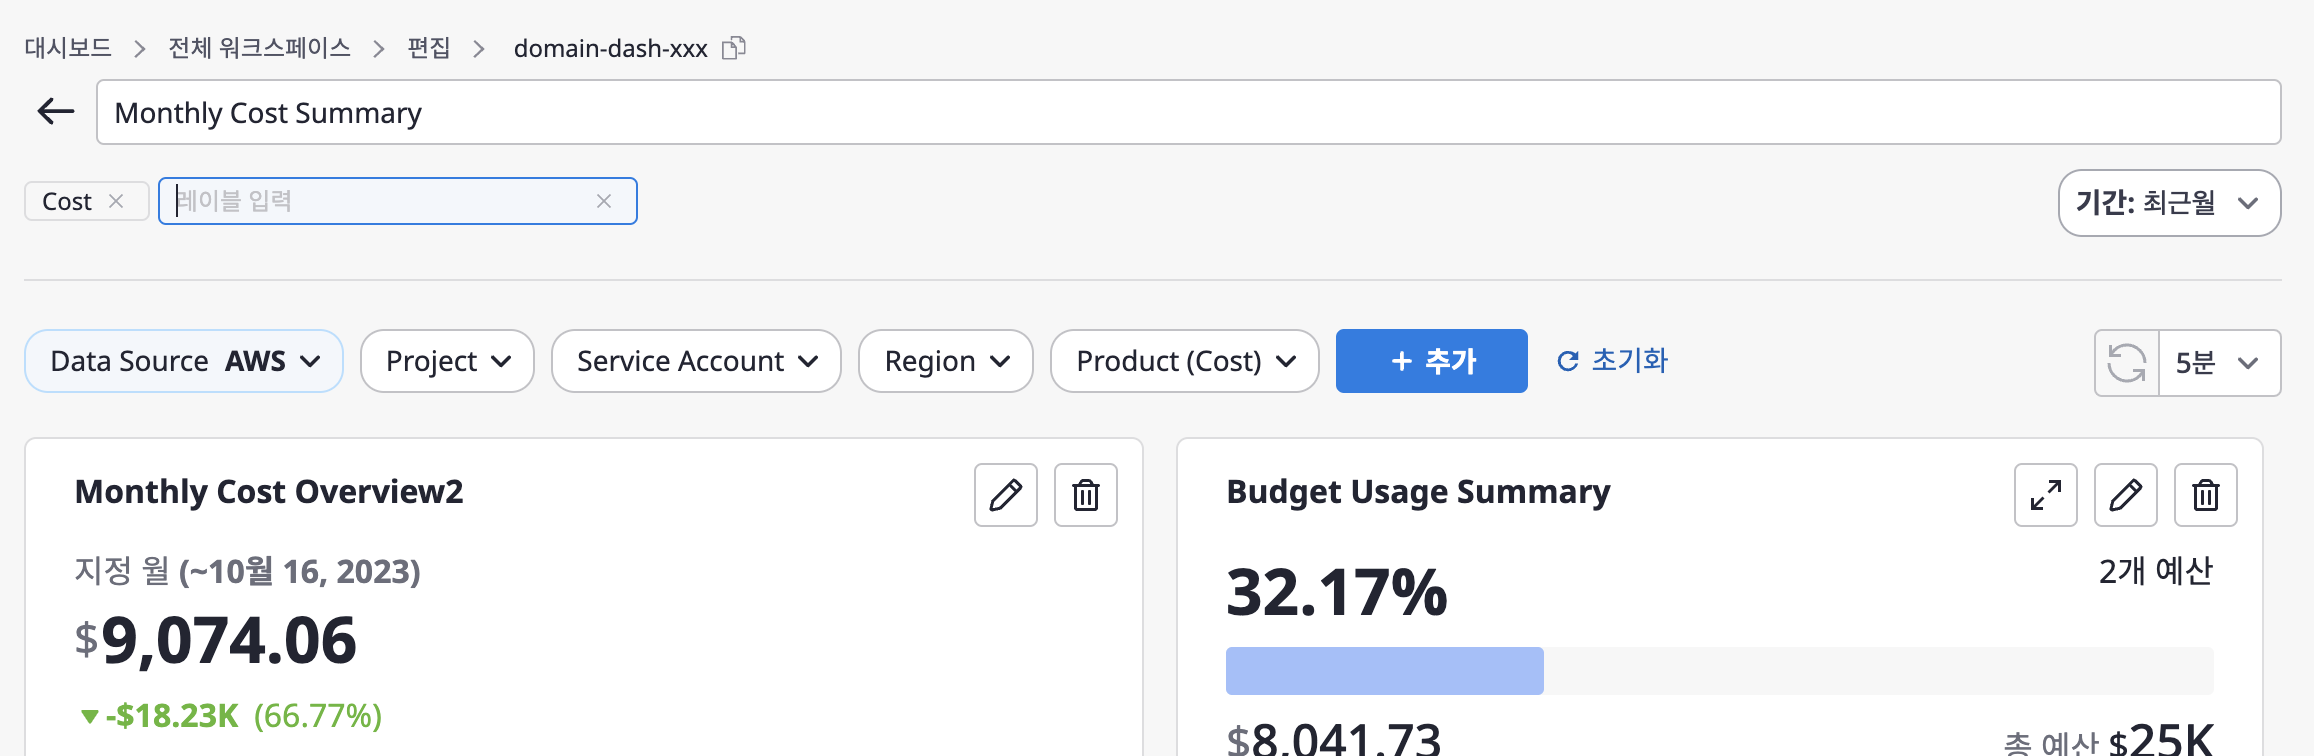 대시보드 > 전체 워크스페이스 > 편집 > domain-dash-xxx
Monthly Cost Summary
Cost
레이블 입력
기간: 최근월
Data Source AWS
Project
Service Account
Region
Product (Cost)
+ 추가
초기화
5분
Monthly Cost Overview2
지정 월 (~10월 16, 2023)
$9,074.06
-$18.23K (66.77%)
Budget Usage Summary
32.17%
2개 예산
$8,041.73
총 예산 $25K